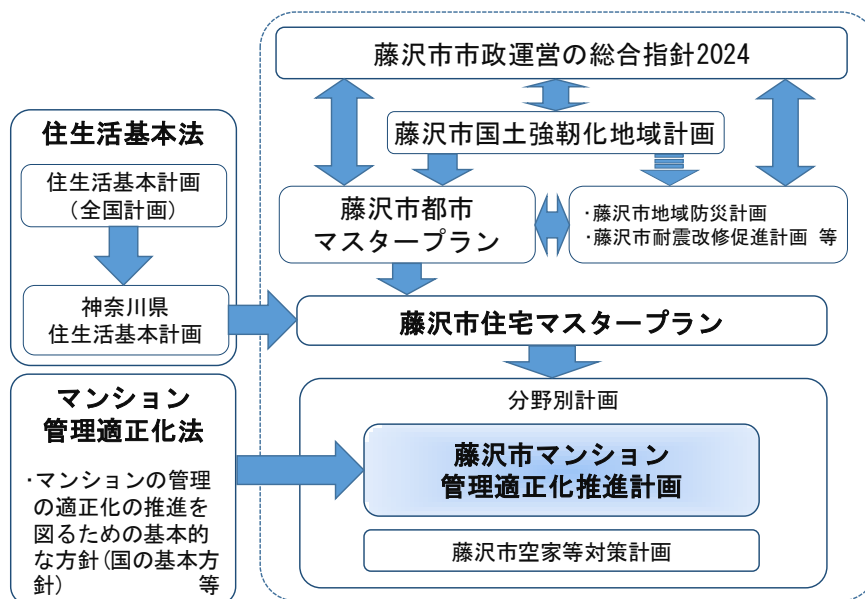 藤沢市市政運営の総合指針2024
藤沢市国土強靭化地域計画
住生活基本法
住生活基本計画
（全国計画）
神奈川県
住生活基本計画
藤沢市都市
マスタープラン
・藤沢市地域防災計画
・藤沢市耐震改修促進計画 等
藤沢市住宅マスタープラン
マンション
管理適正化法
・マンションの管理
の適正化の推進を
図るための基本的
な方針(国の基本方
針) 等
分野別計画
藤沢市マンション
管理適正化推進計画
藤沢市空家等対策計画